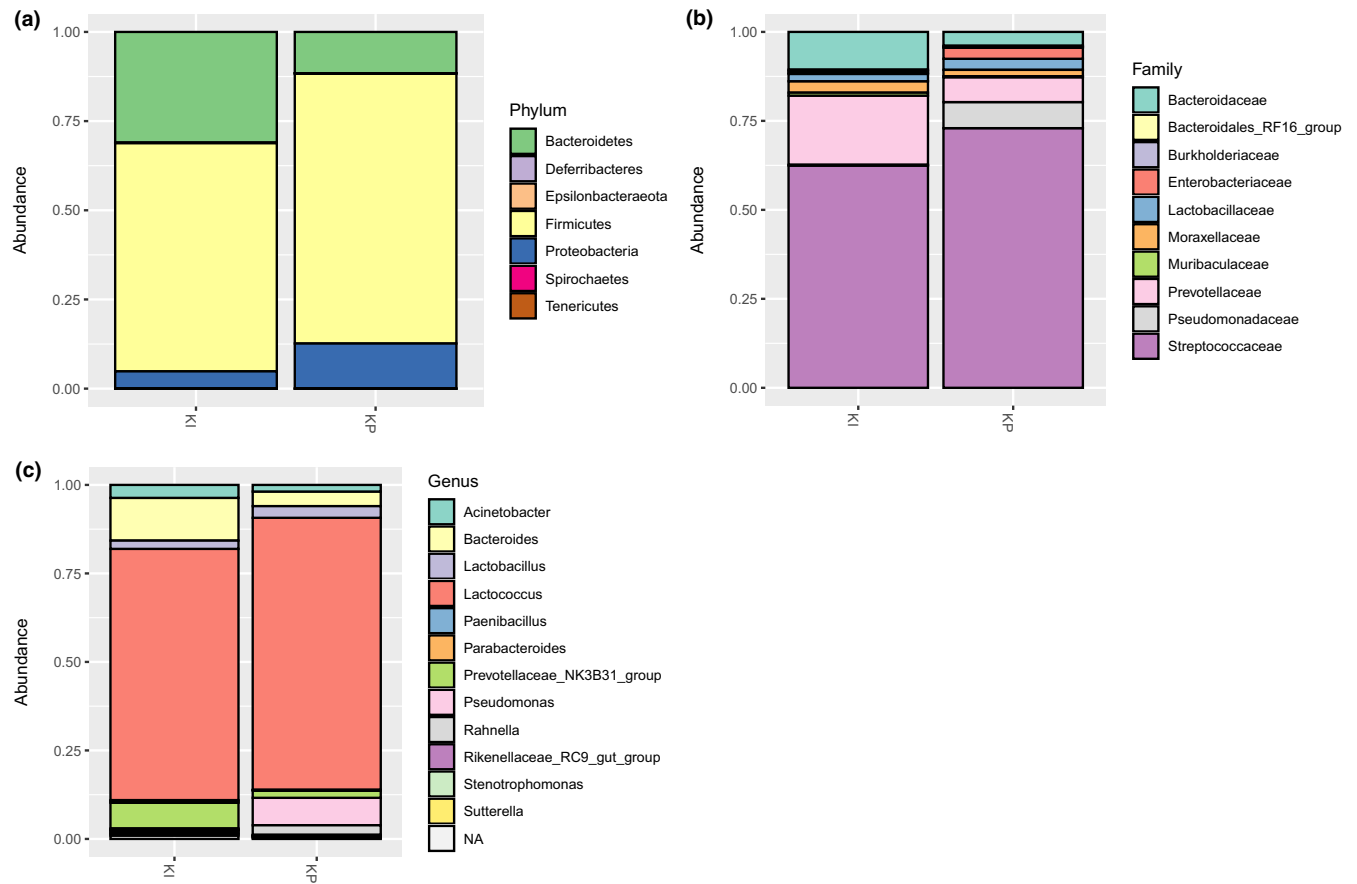 (a)
1.00
0.75
0.50
0.25
0.00
Abundance
KI
KP
Phylum
Bacteroidetes
Deferribacteres
Epsilonbacteraeota
Firmicutes
Proteobacteria
Spirochaetes
Tenericutes
(b)
1.00
0.75
0.50
0.25
0.00
Abundance
KI
KP
Family
Bacteroidaceae
Bacteroidales_RF16_group
Burkholderiaceae
Enterobacteriaceae
Lactobacillaceae
Moraxellaceae
Muribaculaceae
Prevotellaceae
Pseudomonadaceae
Streptococcaceae
(c)
1.00
0.75
0.50
0.25
0.00
Abundance
KI
KP
Genus
Acinetobacter
Bacteroides
Lactobacillus
Lactococcus
Paenibacillus
Parabacteroides
Prevotellaceae_NK3B31_group
Pseudomonas
Rahnella
Rikenellaceae_RC9_gut_group
Stenotrophomonas
Sutterella
NA